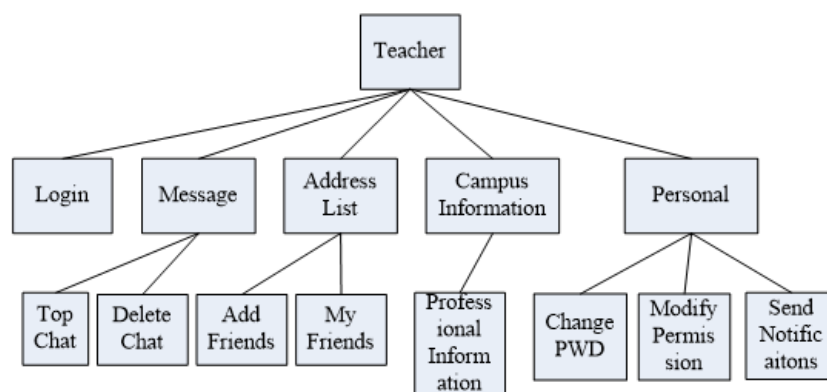 Teacher
Login
Message
Address
List
Campus
Information
Personal
Top
Chat
Delete
Chat
Add
Friends
My
Friends
Profess
ional
Inform
ation
Change
PWD
Modify
Permis
sion
Send
Notific
aitons